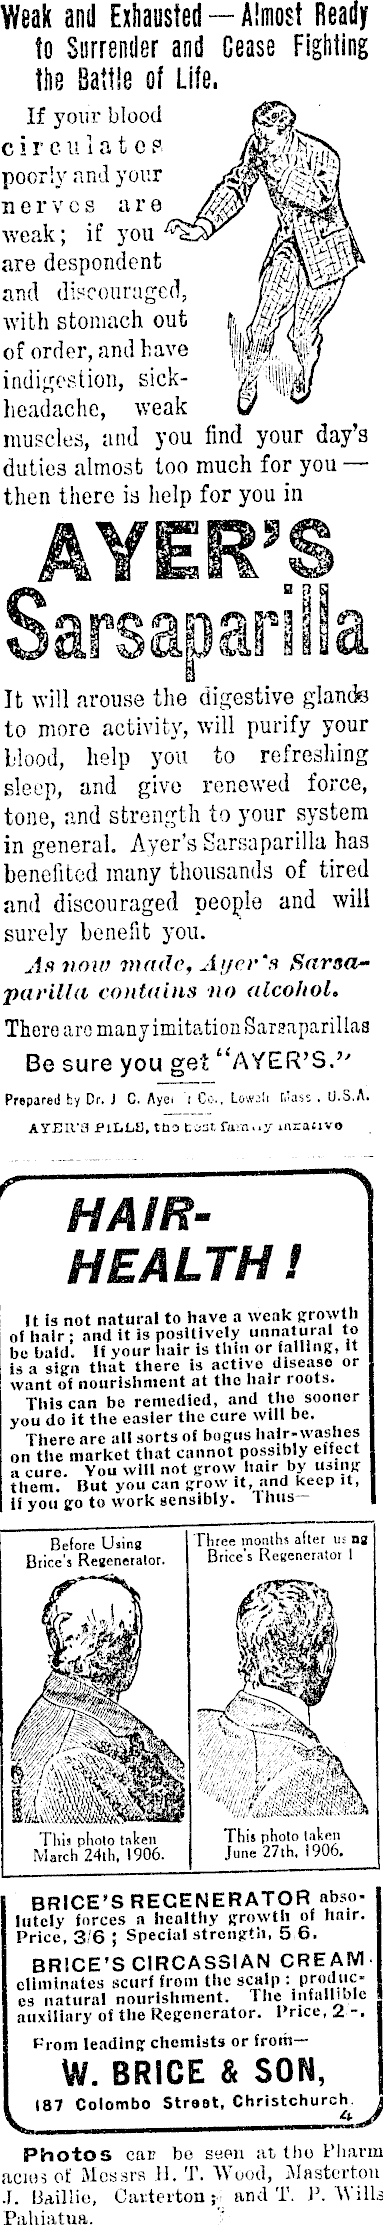 Weak and Exhausted — Almost Ready
to Surrender and Cease Fighting
the Battle of Life.
If your blood
circulates
poorly and your
nerves are
weak; if you
are despondent
and discouraged,
with stomach out
of order, and have
indigestion, sick-
headache, weak
muscles, and you find your day's
duties almost too much for you —
then there is help for you in
AYER'S
Sarsaparilla
It will arouse the digestive glands
to more activity, will purify your
blood, help you to refreshing
sleep, and give renewed force,
tone, and strength to your system
in general. Ayer's Sarsaparilla has
benefited many thousands of tired
and discouraged people and will
surely benefit you.
As now made, Ayer's Sarsa-
parilla contains no alcohol.
There are many imitation Sarsaparillas
Be sure you get "AYER'S."
Prepared by Dr. J. C. Ayer & Co., Lowell, Mass., U.S.A.
AYER'S PILLS, the best family laxative
HAIR-
HEALTH!
It is not natural to have a weak growth
of hair; and it is positively unnatural to
be bald. If your hair is thin or falling, it
is a sign that there is active disease or
want of nourishment at the hair roots.
This can be remedied, and the sooner
you do it the easier the cure will be.
There are all sorts of bogus hair-washes
on the market that cannot possibly effect
a cure. You will not grow hair by using
them. But you can grow it, and keep it,
if you go to work sensibly. Thus—
Before Using
Brice's Regenerator.
Three months after using
Brice's Regenerator !
This photo taken
March 24th, 1906.
This photo taken
June 27th, 1906.
BRICE'S REGENERATOR abso-
lutely forces a healthy growth of hair.
Price, 3/6; Special strength, 5/6.
BRICE'S CIRCASSIAN CREAM
eliminates scurf from the scalp: produc-
es natural nourishment. The infallible
auxiliary of the Regenerator. Price, 2/-.
From leading chemists or from—
W. BRICE & SON,
187 Colombo Street, Christchurch.
4
Photos can be seen at the Pharm
acies of Messrs H. T. Wood, Masterton
J. Baillie, Carterton; and T. P. Wills
Pahiatua.